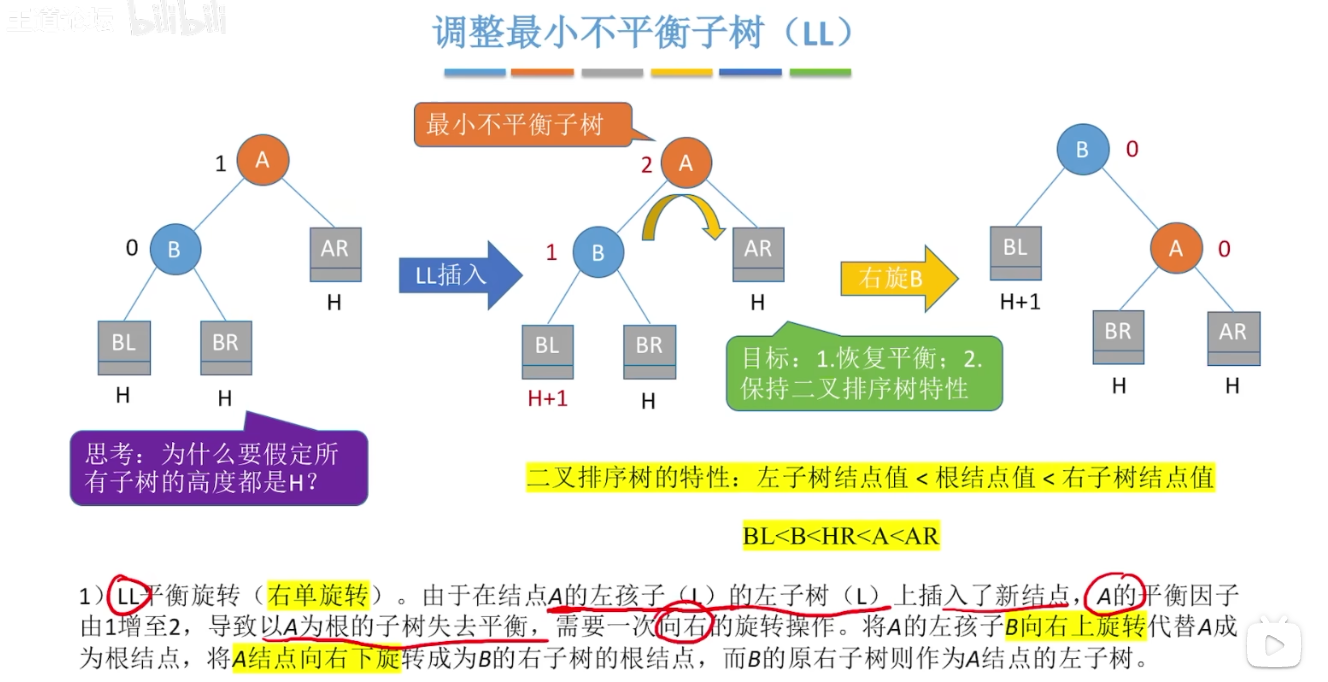 王道论坛 bilibili
调整最小不平衡子树（LL）
最小不平衡子树
1 A
0 B
AR
H
BL BR
H H
LL插入
2 A
1 B
AR
H
BL BR
H+1 H
右旋B
B 0
BL
H+1
A 0
BR AR
H H
目标：1.恢复平衡；2.
保持二叉排序树特性
思考：为什么要假定所
有子树的高度都是H？
二叉排序树的特性：左子树结点值 < 根结点值 < 右子树结点值
BL<B<HR<A<AR
1）LL平衡旋转（右单旋转）。由于在结点A的左孩子（L）的左子树（L）上插入了新结点，A的平衡因子
由1增至2，导致以A为根的子树失去平衡，需要一次向右的旋转操作。将A的左孩子B向右上旋转代替A成
为根结点，将A结点向右下旋转成为B的右子树的根结点，而B的原右子树则作为A结点的左子树。